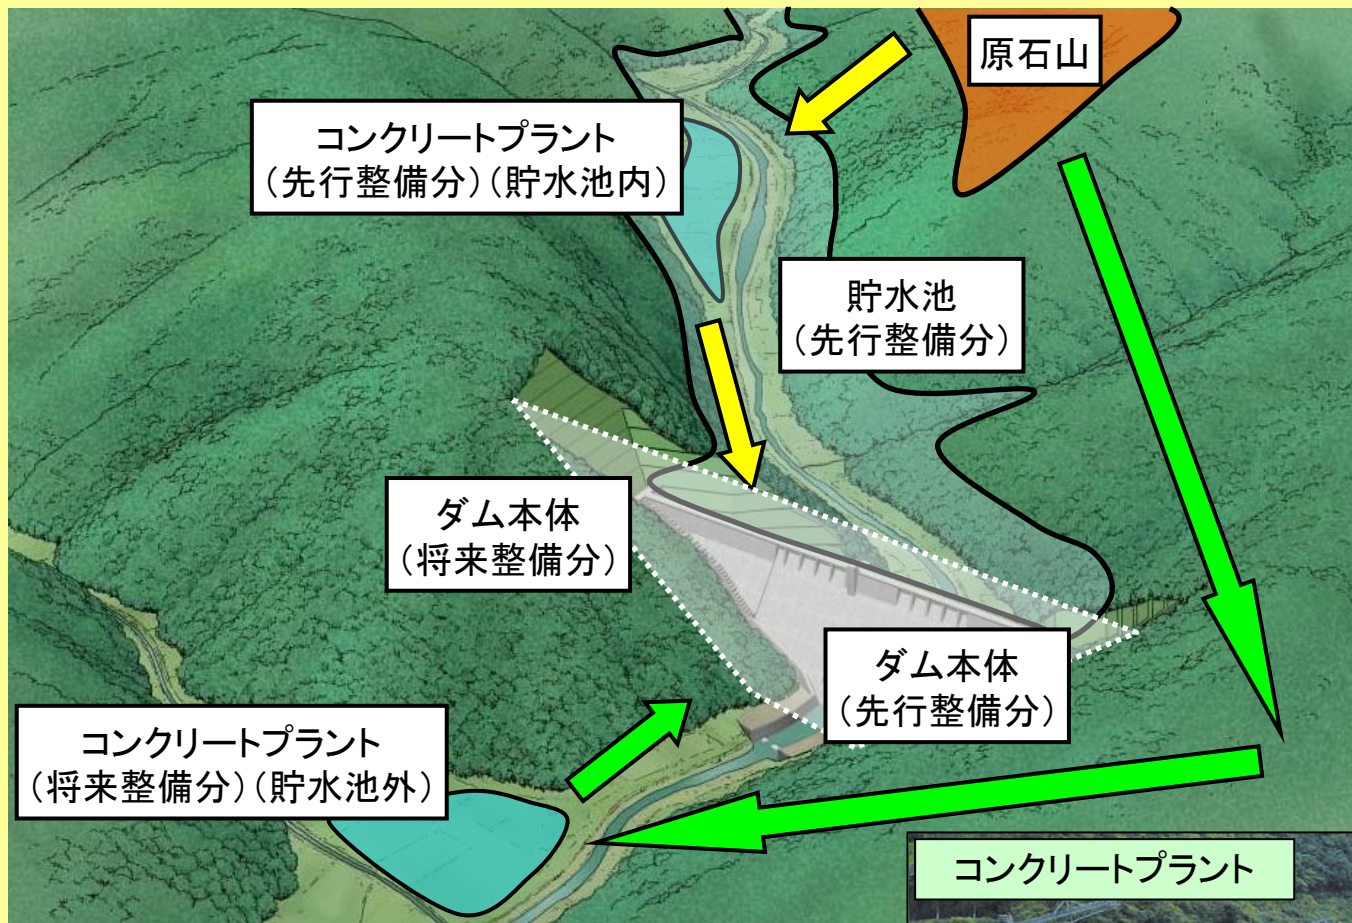 原石山
コンクリートプラント
（先行整備分）（貯水池内）
貯水池
（先行整備分）
ダム本体
（将来整備分）
ダム本体
（先行整備分）
コンクリートプラント
（将来整備分）（貯水池外）
コンクリートプラント